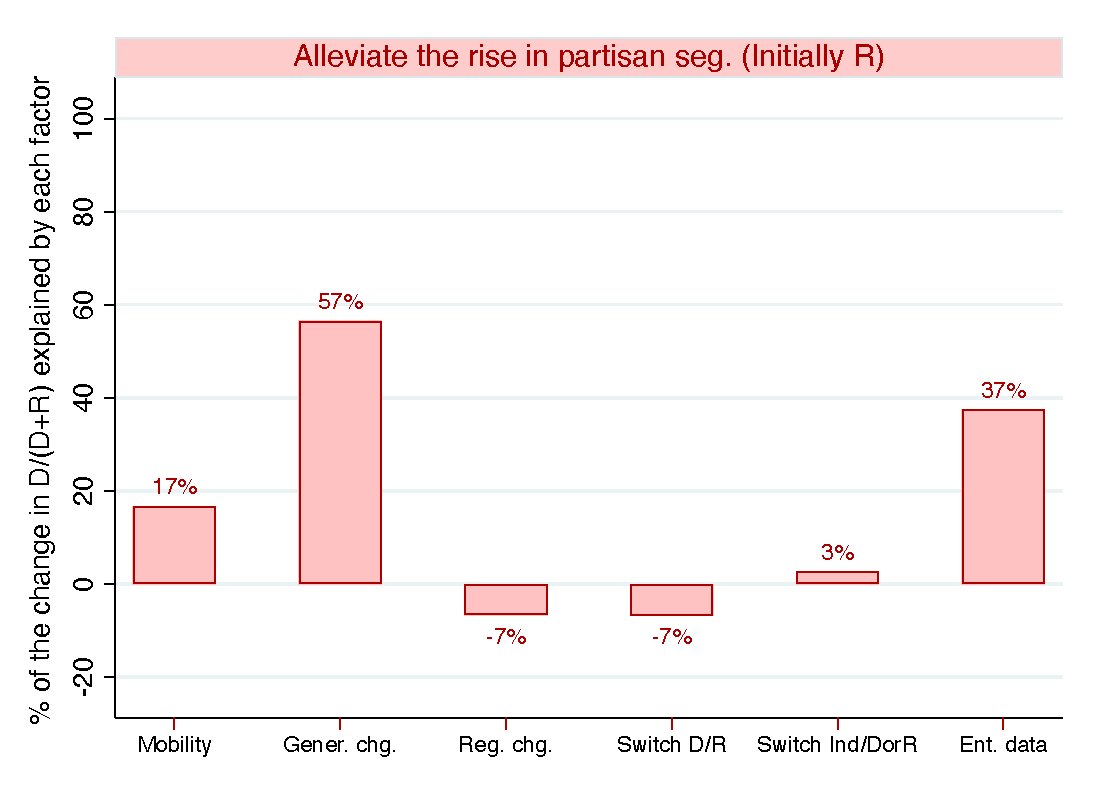 Alleviate the rise in partisan seg. (Initially R)
% of the change in D/(D+R) explained by each factor
100
80
60
40
20
0
-20
17%
57%
-7%
-7%
3%
37%
Mobility
Gener. chg.
Reg. chg.
Switch D/R
Switch Ind/DorR
Ent. data